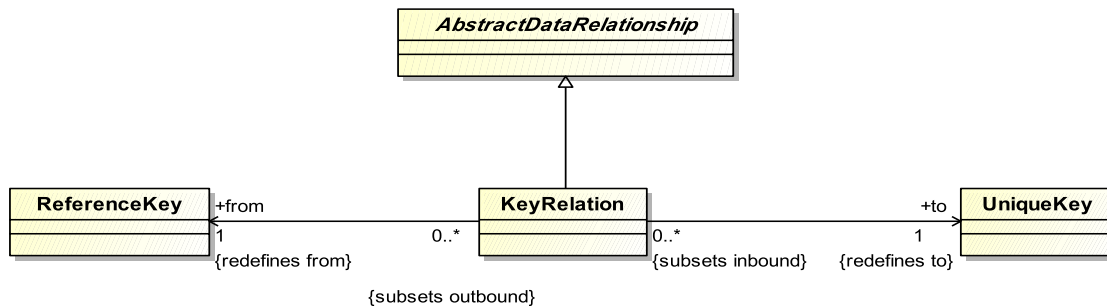 AbstractDataRelationship
ReferenceKey
+from
KeyRelation
+to
UniqueKey
1
0..*
0..*
1
{redefines from}
{subsets inbound}
{redefines to}
{subsets outbound}